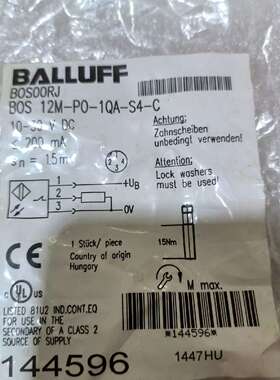 BALLUFF
BOS00RJ
BOS 12M-PO-1QA-S4-C
10-30 V DC
≤ 200 mA
Sn = 15m
Achtung:
Zahnscheiben
unbedingt verwenden!
Attention:
Lock washers
must be used!
1 +UB
2
3 0V
15Nm
M max.
CE
1 Stück/ piece
Country of origin
Hungary
LISTED 81U2 IND.CONT.EQ
FOR USE IN THE
SECONDARY OF A CLASS 2
SOURCE OF SUPPLY
*144596*
144596
1447HU